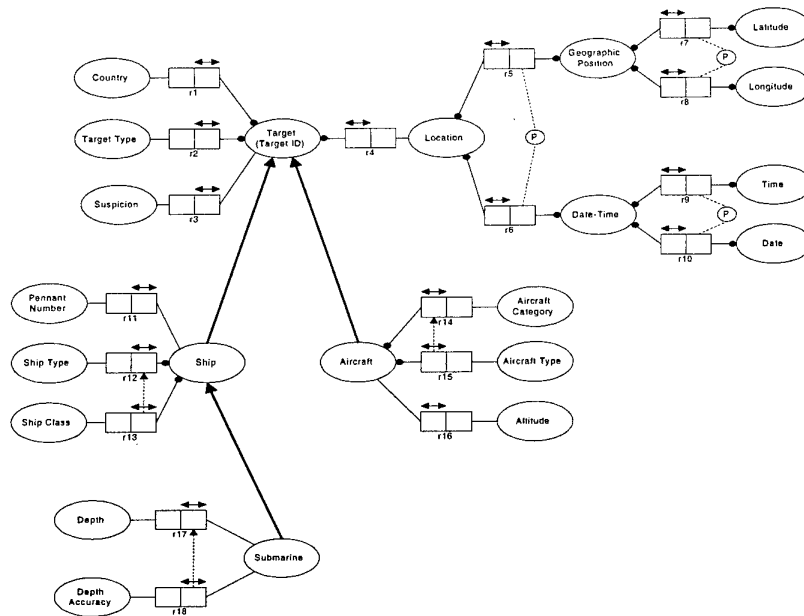 r7
Latitude
P
r8
Longitude
r5
Geographic
Position
Country
r1
Target Type
r2
Target
(Target ID)
r4
Location
P
Suspicion
r3
r6
Date-Time
r9
Time
P
r10
Date
Pennant
Number
r11
Ship Type
r12
Ship
Ship Class
r13
r14
Aircraft
Category
Aircraft
r15
Aircraft Type
r16
Altitude
Depth
r17
Submarine
Depth
Accuracy
r18